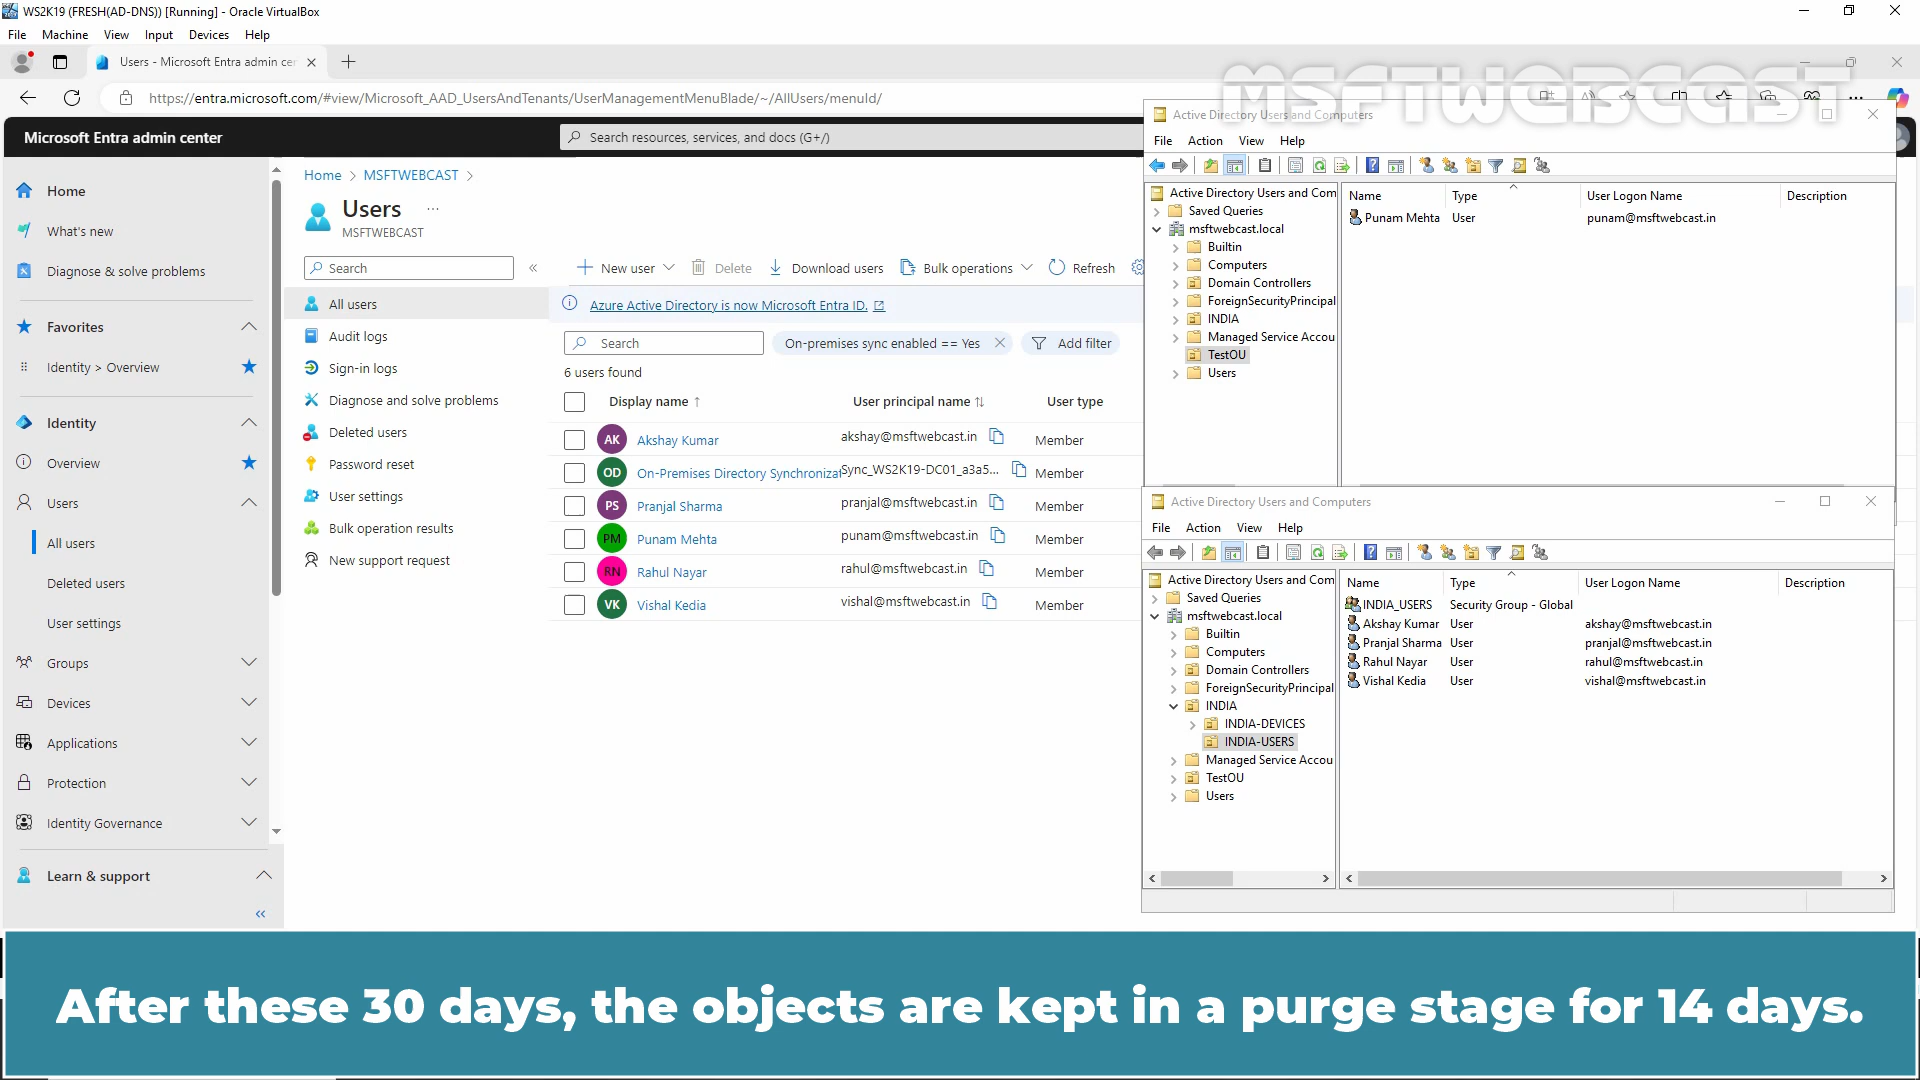 WS2K19 (FRESH(AD-DNS)) [Running] - Oracle VirtualBox
File Machine View Input Devices Help
Users - Microsoft Entra admin cer
https://entra.microsoft.com/#view/Microsoft_AAD_UsersAndTenants/UserManagementMenuBlade/~/AllUsers/menuId/
MSFTWEBCAST
Microsoft Entra admin center
Search resources, services, and docs (G+/)
Home
What's new
Diagnose & solve problems
Favorites
Identity > Overview
Identity
Overview
Users
All users
Deleted users
User settings
Groups
Devices
Applications
Protection
Identity Governance
Learn & support
Home > MSFTWEBCAST >
Users ...
MSFTWEBCAST
Search
All users
Audit logs
Sign-in logs
Diagnose and solve problems
Deleted users
Password reset
User settings
Bulk operation results
New support request
New user Delete Download users Bulk operations Refresh
Azure Active Directory is now Microsoft Entra ID.
Search On-premises sync enabled == Yes Add filter
6 users found
Display name User principal name User type
AK Akshay Kumar akshay@msftwebcast.in Member
OD On-Premises Directory Synchronizat Sync_WS2K19-DC01_a3a5... Member
PS Pranjal Sharma pranjal@msftwebcast.in Member
PM Punam Mehta punam@msftwebcast.in Member
RN Rahul Nayar rahul@msftwebcast.in Member
VK Vishal Kedia vishal@msftwebcast.in Member
Active Directory Users and Computers
File Action View Help
Active Directory Users and Com
Saved Queries
msftwebcast.local
Builtin
Computers
Domain Controllers
ForeignSecurityPrincipal
INDIA
Managed Service Accou
TestOU
Users
Name Type User Logon Name Description
Punam Mehta User punam@msftwebcast.in
Active Directory Users and Computers
File Action View Help
Active Directory Users and Com
Saved Queries
msftwebcast.local
Builtin
Computers
Domain Controllers
ForeignSecurityPrincipal
INDIA
INDIA-DEVICES
INDIA-USERS
Managed Service Accou
TestOU
Users
Name Type User Logon Name Description
INDIA_USERS Security Group - Global
Akshay Kumar User akshay@msftwebcast.in
Pranjal Sharma User pranjal@msftwebcast.in
Rahul Nayar User rahul@msftwebcast.in
Vishal Kedia User vishal@msftwebcast.in
After these 30 days, the objects are kept in a purge stage for 14 days.